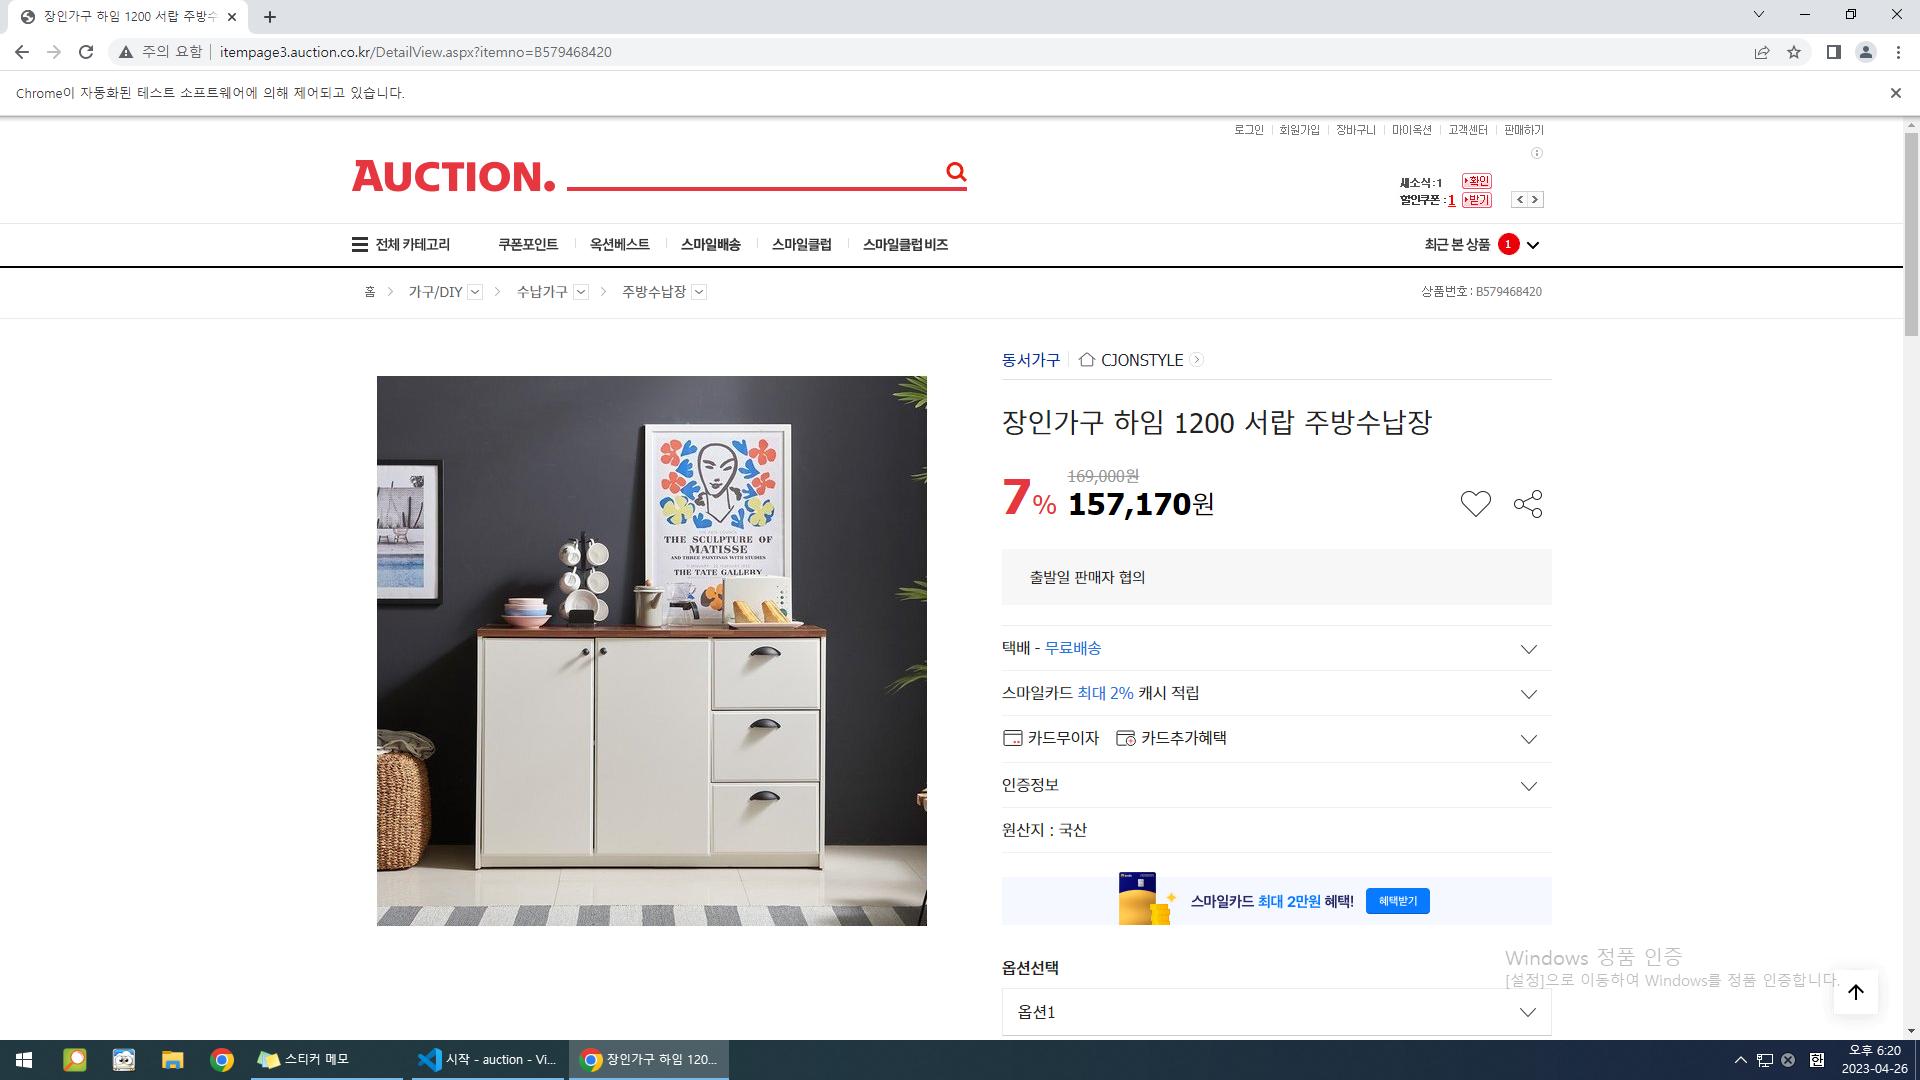 장인가구 하임 1200 서랍 주방수
주의 요함 itempage3.auction.co.kr/DetailView.aspx?itemno=B579468420
Chrome이 자동화된 테스트 소프트웨어에 의해 제어되고 있습니다.
로그인 회원가입 장바구니 마이옥션 고객센터 판매하기
AUCTION.
새소식:1 확인
할인쿠폰 : 1 받기
전체 카테고리 쿠폰포인트 옥션베스트 스마일배송 스마일클럽 스마일클럽 비즈 최근 본 상품 1
홈 가구/DIY 수납가구 주방수납장 상품번호 : B579468420
동서가구 CJONSTYLE
장인가구 하임 1200 서랍 주방수납장
169,000원
7% 157,170원
출발일 판매자 협의
택배 - 무료배송
스마일카드 최대 2% 캐시 적립
카드무이자 카드추가혜택
인증정보
원산지 : 국산
스마일카드 최대 2만원 혜택! 혜택받기
옵션선택
옵션1
THE SCULPTURE OF
MATISSE
AND THREE PAINTINGS WITH STUDIES
THE TATE GALLERY
Windows 정품 인증
[설정]으로 이동하여 Windows를 정품 인증합니다.
스티커 메모 시작 - auction - Vi... 장인가구 하임 120... 한 오후 6:20
2023-04-26